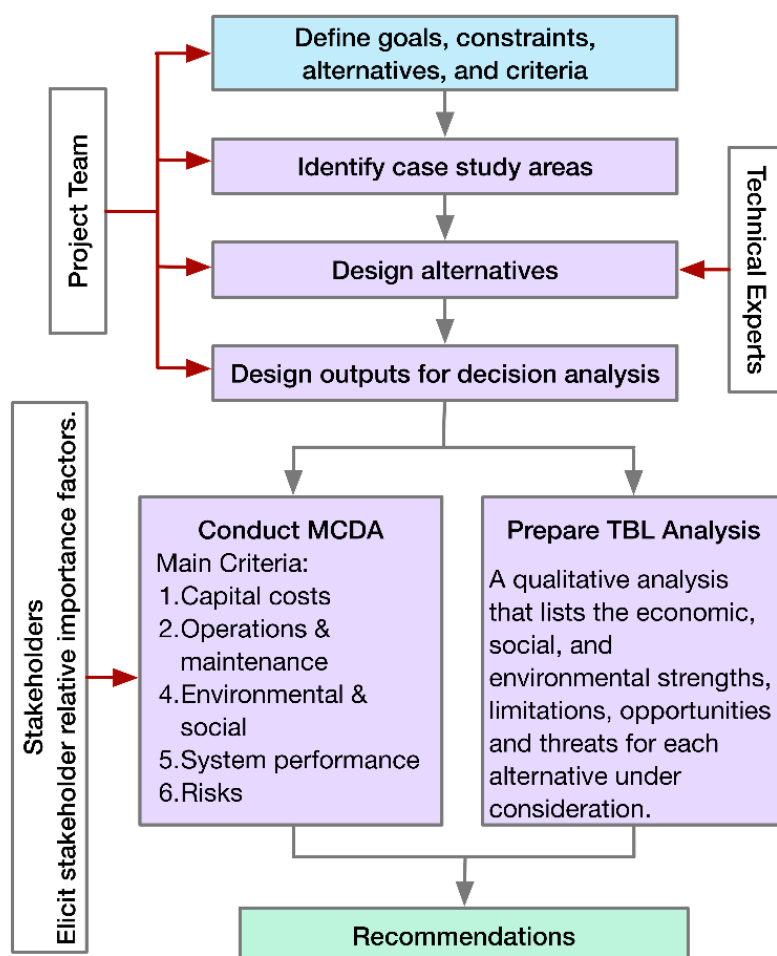 Define goals, constraints,
alternatives, and criteria
Project Team
Identify case study areas
Technical Experts
Design alternatives
Design outputs for decision analysis
Stakeholders
Elicit stakeholder relative importance factors.
Conduct MCDA
Main Criteria:
1.Capital costs
2.Operations &
maintenance
4.Environmental &
social
5.System performance
6.Risks
Prepare TBL Analysis
A qualitative analysis
that lists the economic,
social, and
environmental strengths,
limitations, opportunities
and threats for each
alternative under
consideration.
Recommendations